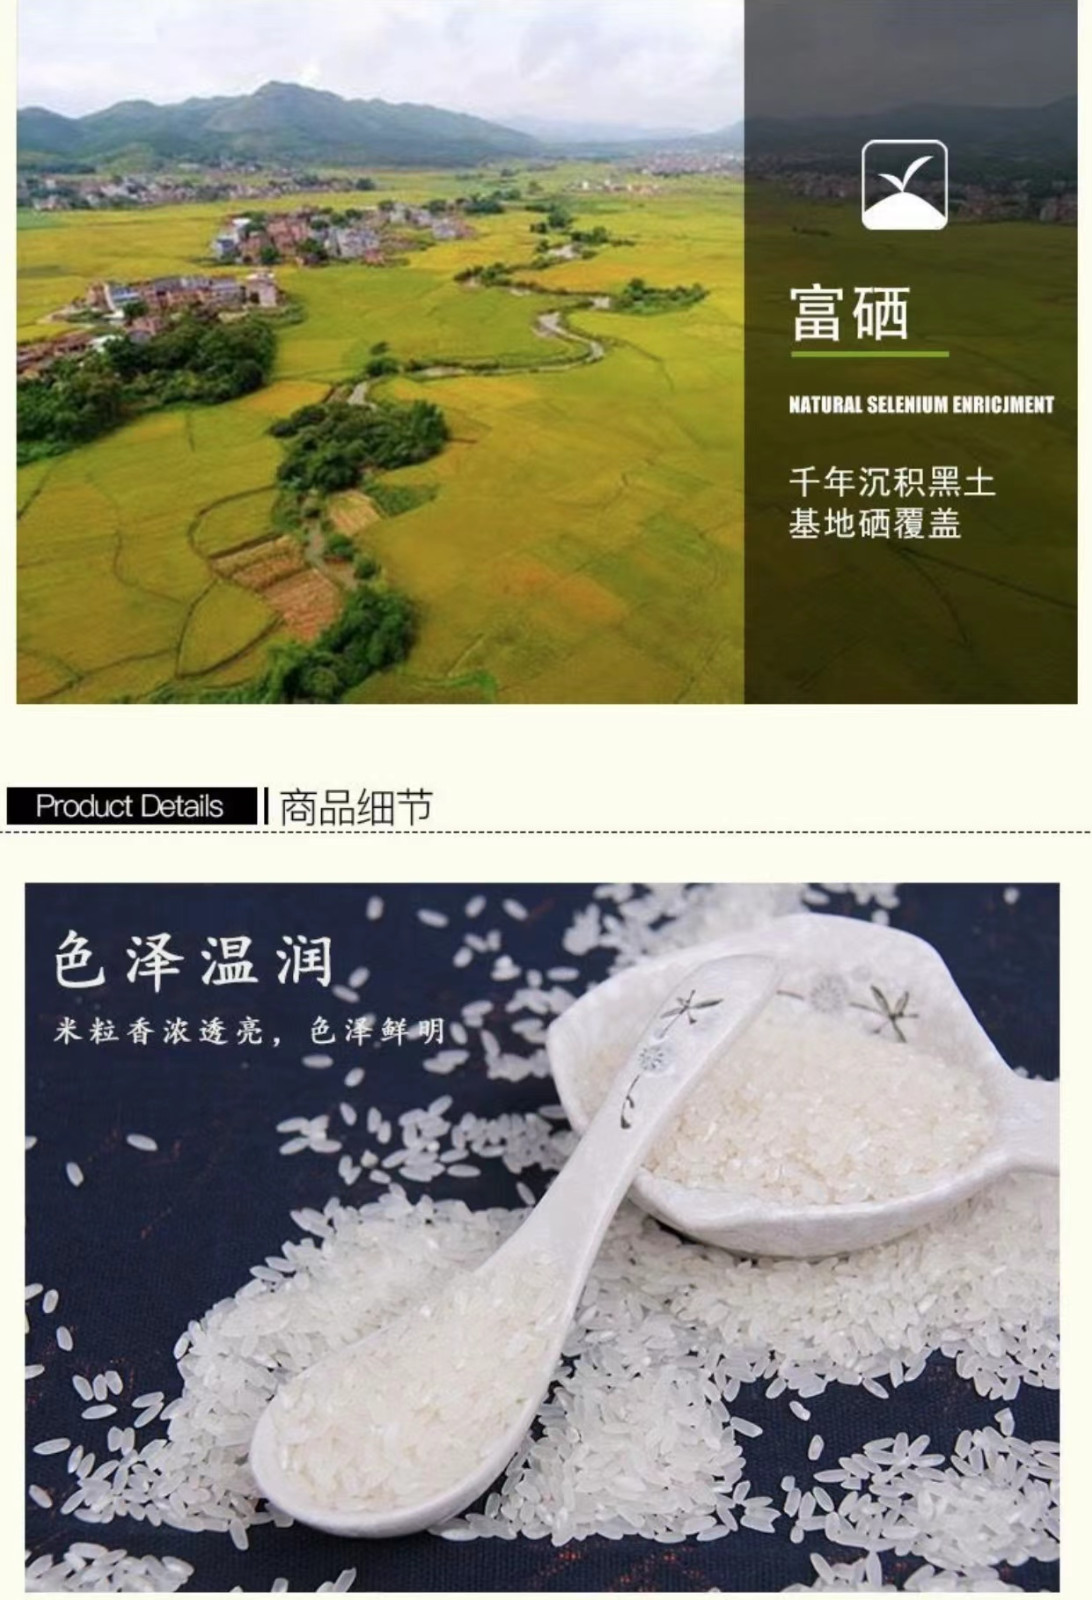 富硒
NATURAL SELENIUM ENRICJMENT
千年沉积黑土
基地硒覆盖
Product Details 商品细节
色泽温润
米粒香浓透亮，色泽鲜明